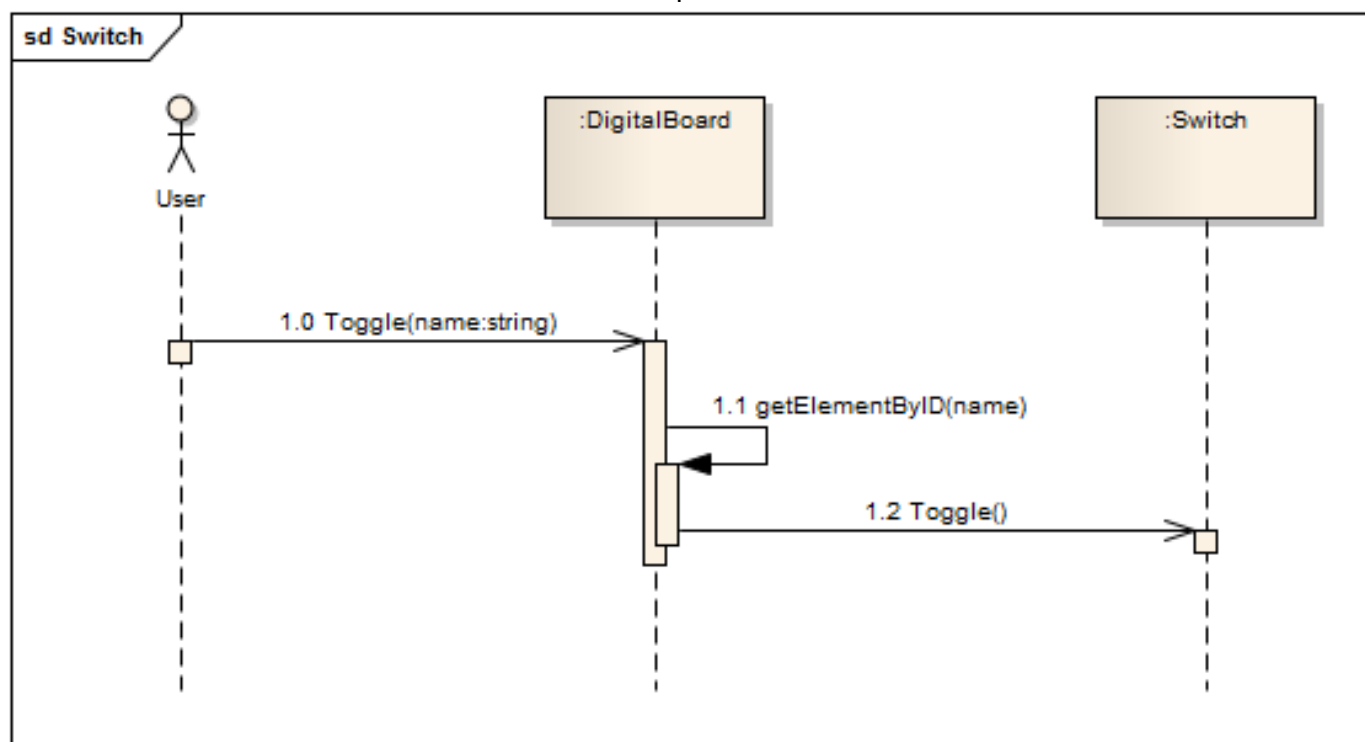 sd Switch
:DigitalBoard
:Switch
User
1.0 Toggle(name:string)
1.1 getElementByID(name)
1.2 Toggle()